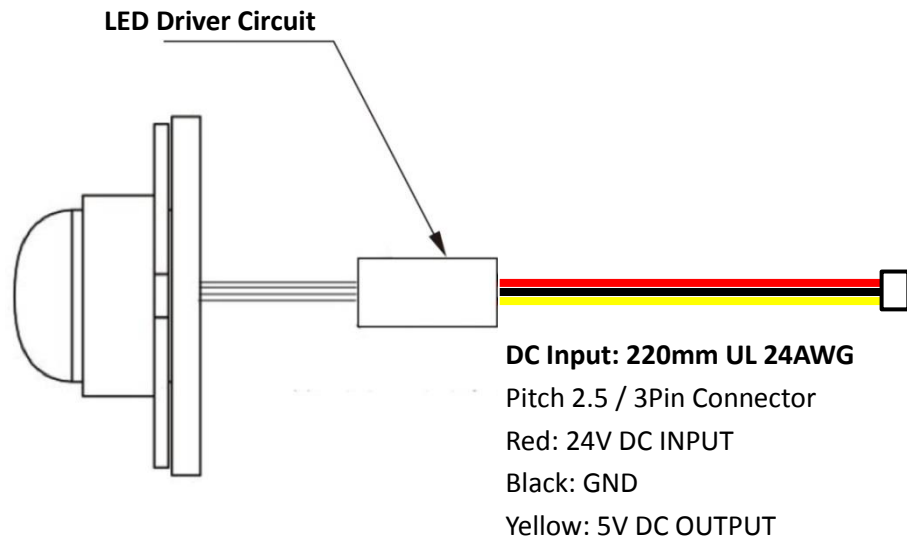 LED Driver Circuit
DC Input: 220mm UL 24AWG
Pitch 2.5 / 3Pin Connector
Red: 24V DC INPUT
Black: GND
Yellow: 5V DC OUTPUT